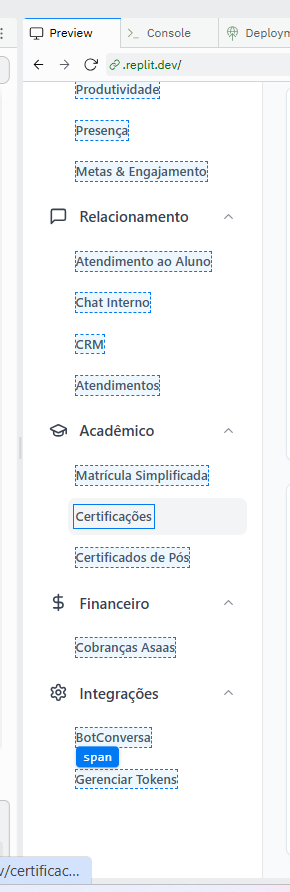 Preview
Console
Deploym
.replit.dev/
Produtividade
Presença
Metas & Engajamento
Relacionamento
Atendimento ao Aluno
Chat Interno
CRM
Atendimentos
Acadêmico
Matrícula Simplificada
Certificações
Certificados de Pós
Financeiro
Cobranças Asaas
Integrações
BotConversa
span
Gerenciar Tokens
v/certificac...